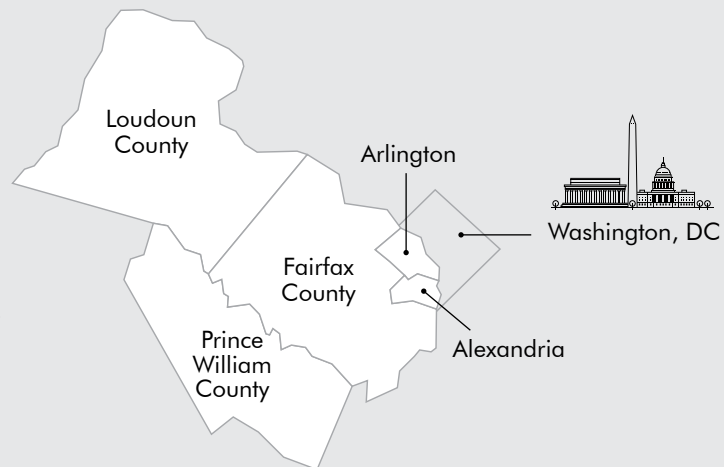 Loudoun
County
Arlington
Washington, DC
Fairfax
County
Prince
William
County
Alexandria